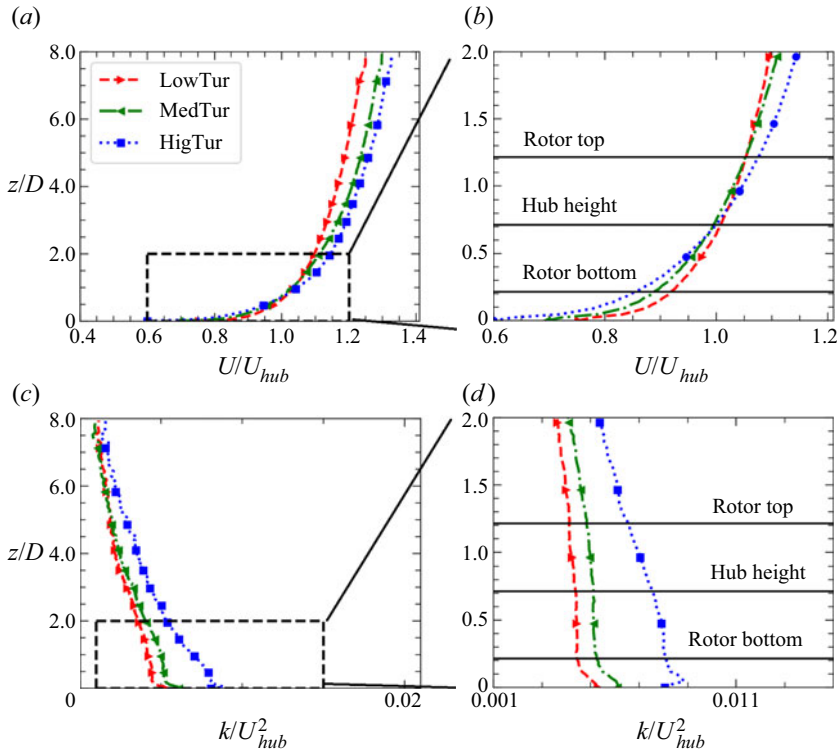 (a)
(b)
8.0
6.0
z/D 4.0
2.0
0
LowTur
MedTur
HigTur
0.4 0.6 0.8 1.0 1.2 1.4
U/U_hub
2.0
1.5
1.0
0.5
0
Rotor top
Hub height
Rotor bottom
0.6 0.8 1.0 1.2
U/U_hub
(c)
(d)
8.0
6.0
z/D 4.0
2.0
0
0 0.02
k/U²_hub
2.0
1.5
1.0
0.5
0
Rotor top
Hub height
Rotor bottom
0.001 0.011
k/U²_hub